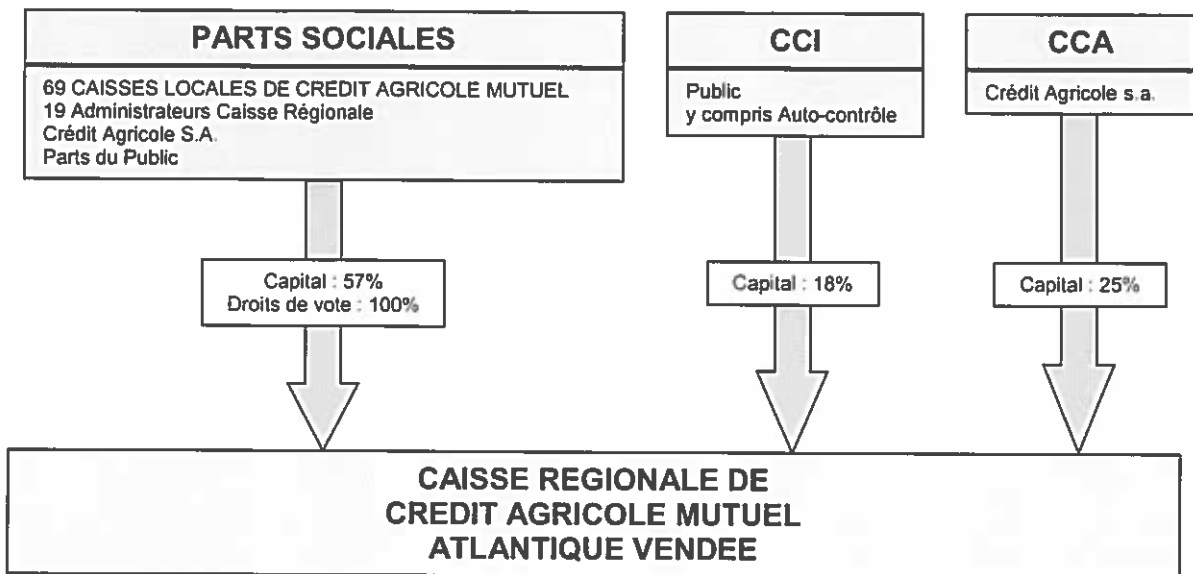 PARTS SOCIALES
69 CAISSES LOCALES DE CREDIT AGRICOLE MUTUEL
19 Administrateurs Caisse Régionale
Crédit Agricole S.A.
Parts du Public
CCI
Public
y compris Auto-contrôle
CCA
Crédit Agricole s.a.
Capital : 57%
Droits de vote : 100%
Capital : 18%
Capital : 25%
CAISSE REGIONALE DE
CREDIT AGRICOLE MUTUEL
ATLANTIQUE VENDEE